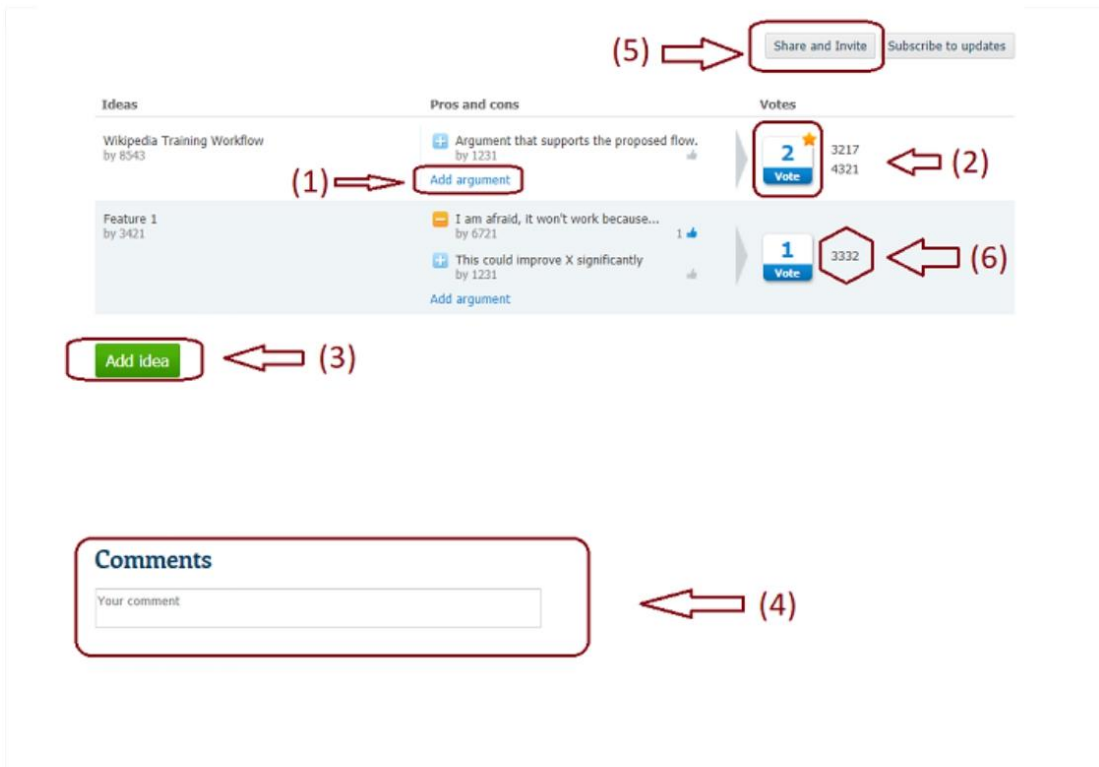 (5) Share and Invite Subscribe to updates
Ideas Pros and cons Votes
Wikipedia Training Workflow
by 8543
Argument that supports the proposed flow.
by 1231
(1) Add argument
2
Vote
3217
4321
(2)
Feature 1
by 3421
I am afraid, it won't work because...
by 6721 1
This could improve X significantly
by 1231
Add argument
1
Vote
3332
(6)
Add idea (3)
Comments
Your comment
(4)